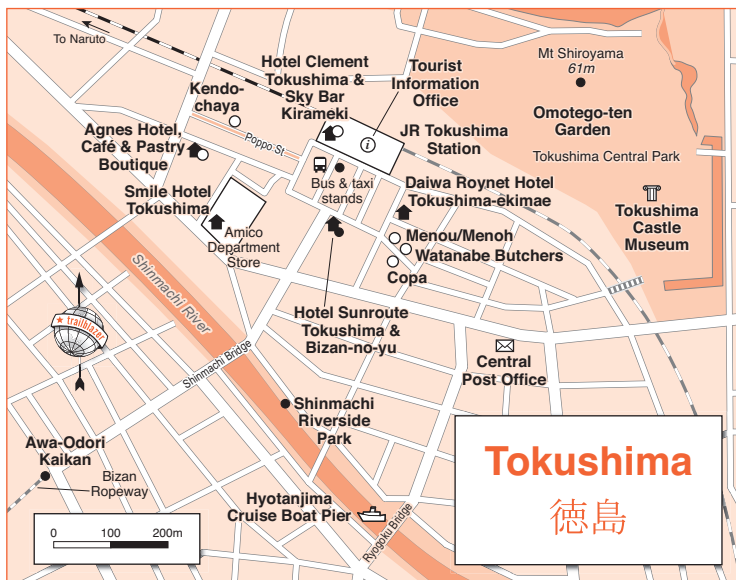 To Naruto
Hotel Clement
Tokushima &
Sky Bar
Kirameki
Tourist
Information
Office
Mt Shiroyama
61m
Kendo-
chaya
Omotego-ten
Garden
Agnes Hotel,
Café & Pastry
Boutique
Poppo St
i
JR Tokushima
Station
Tokushima Central Park
Smile Hotel
Tokushima
Bus & taxi
stands
Daiwa Roynet Hotel
Tokushima-ekimae
Tokushima
Castle
Museum
Amico
Department
Store
Menou/Menoh
Watanabe Butchers
Copa
Shinmachi River
trailblazer
Hotel Sunroute
Tokushima &
Bizan-no-yu
Shinmachi Bridge
Central
Post Office
Shinmachi
Riverside
Park
Awa-Odori
Kaikan
Bizan
Ropeway
Hyotanjima
Cruise Boat Pier
Ryogoku Bridge
0 100 200m
Tokushima
徳島